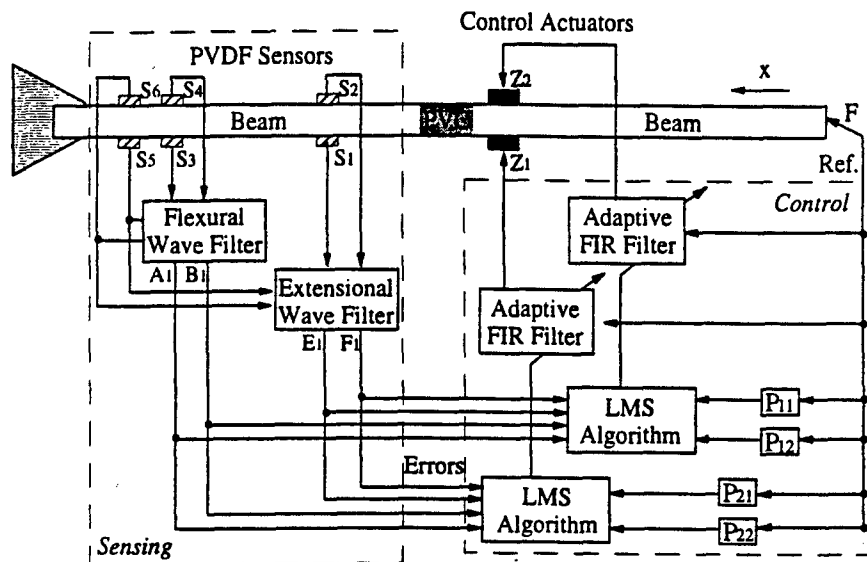 Control Actuators
PVDF Sensors
S6 S4 S2 Z2
x
F
Beam
PVC
Beam
S5 S3 S1 Z1
Ref.
Control
Flexural
Wave Filter
Adaptive
FIR Filter
A1 B1
Extensional
Wave Filter
Adaptive
FIR Filter
E1 F1
LMS
Algorithm
P11
P12
Errors
LMS
Algorithm
P21
P22
Sensing